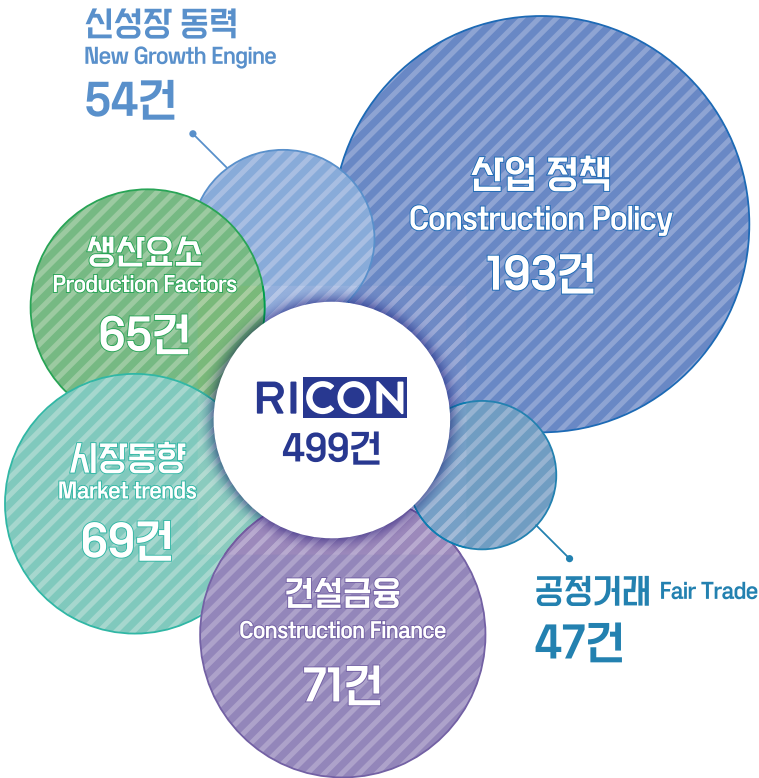 신성장 동력
New Growth Engine
54건
산업 정책
Construction Policy
193건
생산요소
Production Factors
65건
RICON
499건
시장동향
Market trends
69건
건설금융
Construction Finance
71건
공정거래 Fair Trade
47건